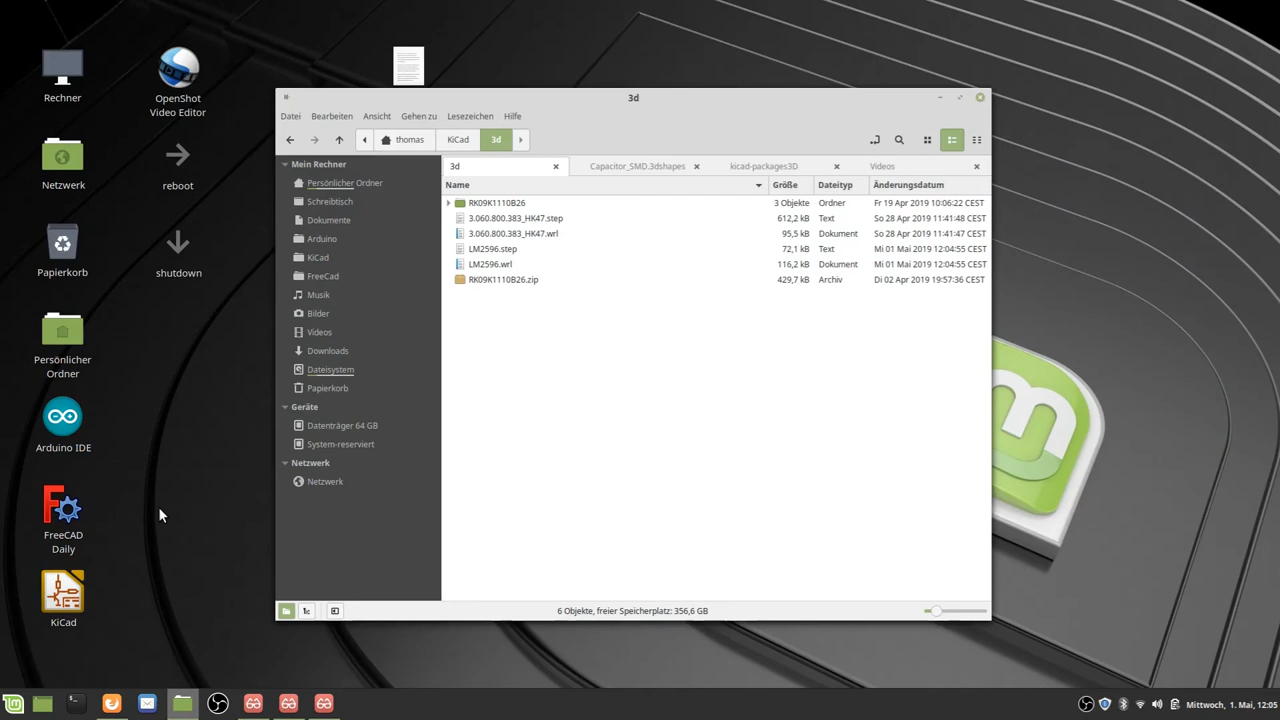 Rechner
Netzwerk
Papierkorb
Persönlicher
Ordner
Arduino IDE
FreeCAD
Daily
KiCad
OpenShot
Video Editor
reboot
shutdown
3d
Datei Bearbeiten Ansicht Gehen zu Lesezeichen Hilfe
thomas KiCad 3d
Mein Rechner
Persönlicher Ordner
Schreibtisch
Dokumente
Arduino
KiCad
FreeCad
Musik
Bilder
Videos
Downloads
Dateisystem
Papierkorb
Geräte
Datenträger 64 GB
System-reserviert
Netzwerk
Netzwerk
3d Capacitor_SMD.3dshapes kicad-packages3D Videos
Name Größe Dateityp Änderungsdatum
RK09K1110B26 3 Objekte Ordner Fr 19 Apr 2019 10:06:22 CEST
3.060.800.383_HK47.step 612,2 kB Text So 28 Apr 2019 11:41:48 CEST
3.060.800.383_HK47.wrl 95,5 kB Dokument So 28 Apr 2019 11:41:47 CEST
LM2596.step 72,1 kB Text Mi 01 Mai 2019 12:04:55 CEST
LM2596.wrl 116,2 kB Dokument Mi 01 Mai 2019 12:04:55 CEST
RK09K1110B26.zip 429,7 kB Archiv Di 02 Apr 2019 19:57:36 CEST
6 Objekte, freier Speicherplatz: 356,6 GB
Mittwoch, 1. Mai, 12:05